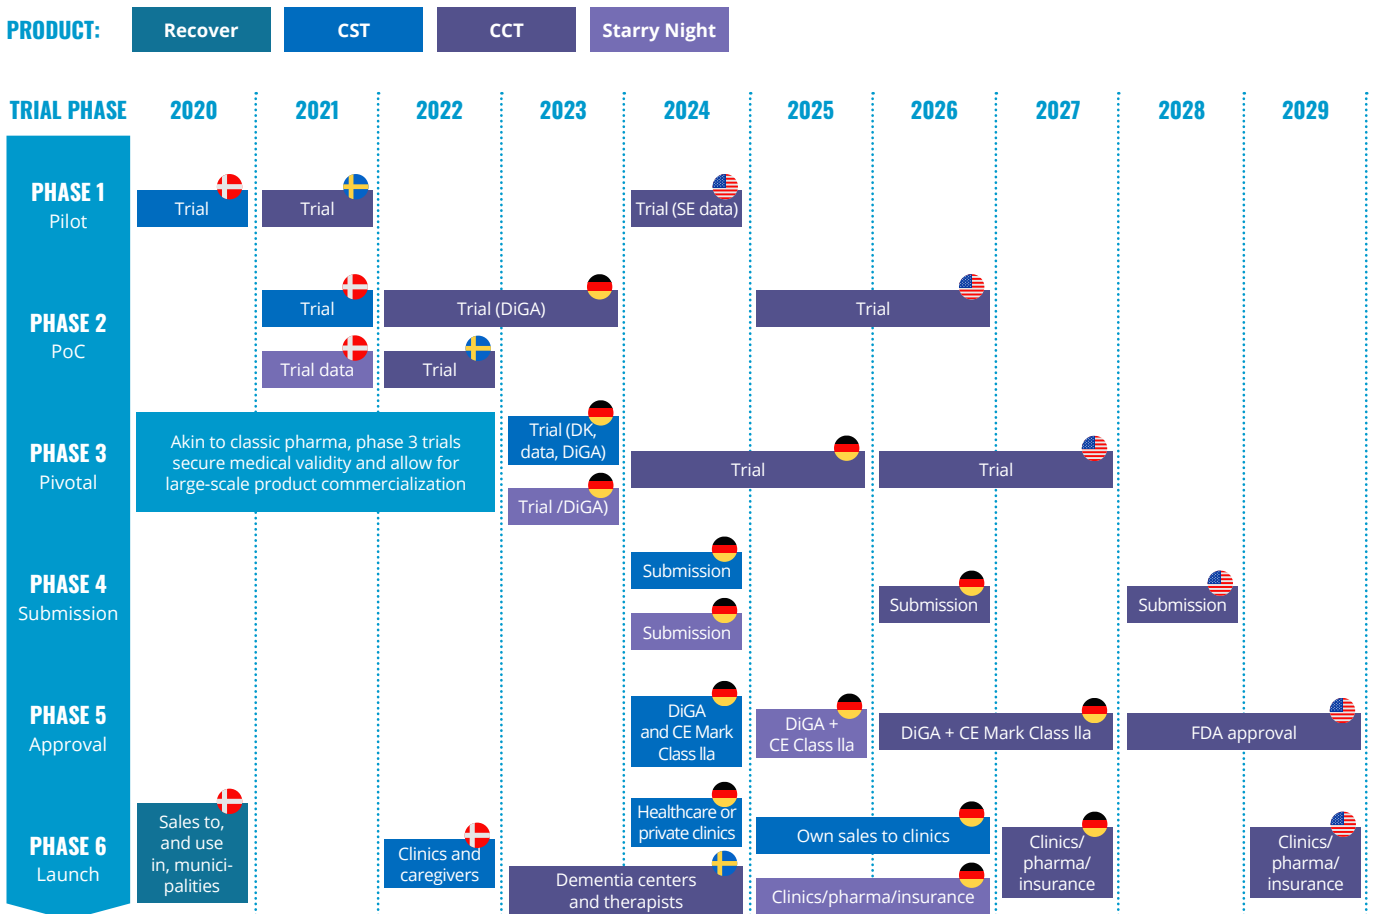 PRODUCT:
Recover
CST
CCT
Starry Night
TRIAL PHASE
2020
2021
2022
2023
2024
2025
2026
2027
2028
2029
PHASE 1
Pilot
Trial
Trial
Trial (SE data)
PHASE 2
PoC
Trial
Trial (DiGA)
Trial
Trial data
Trial
PHASE 3
Pivotal
Akin to classic pharma, phase 3 trials
secure medical validity and allow for
large-scale product commercialization
Trial (DK,
data, DiGA)
Trial /DiGA)
Trial
Trial
PHASE 4
Submission
Submission
Submission
Submission
Submission
PHASE 5
Approval
DiGA
and CE Mark
Class lla
DiGA +
CE Class lla
DiGA + CE Mark Class lla
FDA approval
PHASE 6
Launch
Sales to,
and use
in, munici-
palities
Clinics and
caregivers
Dementia centers
and therapists
Healthcare or
private clinics
Own sales to clinics
Clinics/pharma/insurance
Clinics/
pharma/
insurance
Clinics/
pharma/
insurance